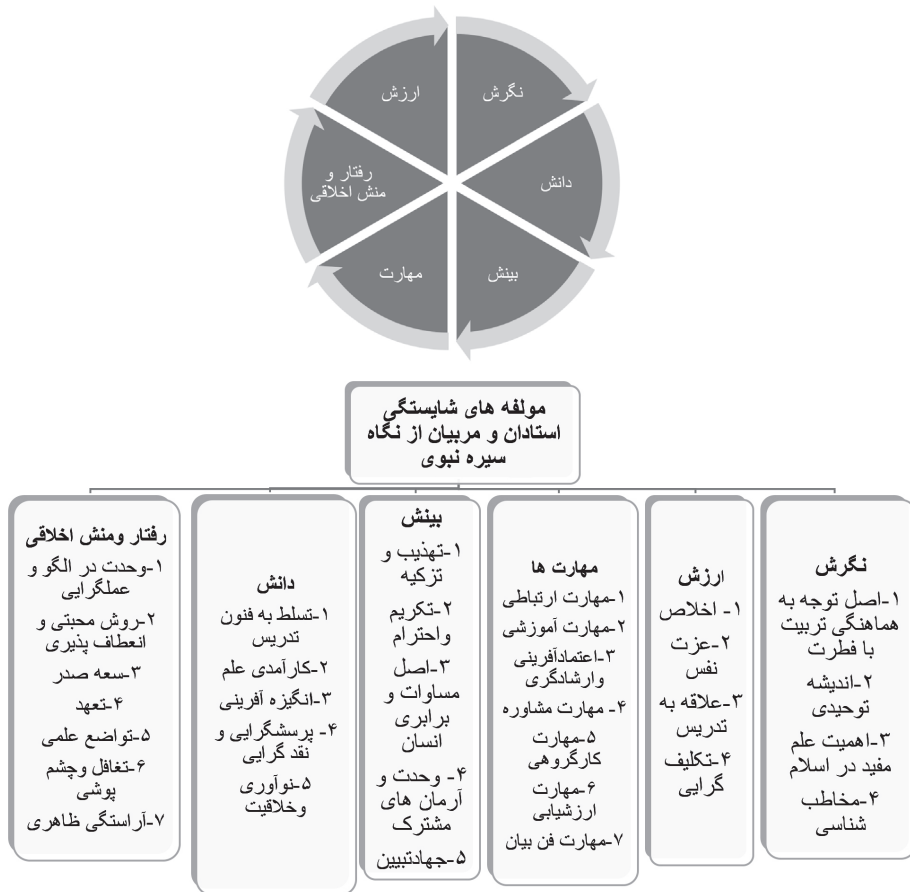 ارزش
نگرش
رفتار و
منش اخلاقی
دانش
مهارت
بینش
مولفه های شایستگی
استادان و مربیان از نگاه
سیره نبوی
نگرش
۱-اصل توجه به
هماهنگی تربیت
با فطرت
۲-اندیشه
توحیدی
۳-اهمیت علم
مفید در اسلام
۴-مخاطب
شناسی
ارزش
۱- اخلاص
۲-عزت
نفس
۳-علاقه به
تدریس
۴-تکلیف
گرایی
مهارت ها
۱-مهارت ارتباطی
۲-مهارت آموزشی
۳-اعتمادآفرینی
وارشادگری
۴- مهارت مشاوره
۵-مهارت
کارگروهی
۶-مهارت
ارزشیابی
۷-مهارت فن بیان
بینش
۱-تهذیب و
تزکیه
۲-تکریم
واحترام
۳-اصل
مساوات و
برابری
انسان
۴- وحدت و
آرمان های
مشترک
۵-جهادتبیین
دانش
۱-تسلط به فنون
تدریس
۲-کارآمدی علم
۳-انگیزه آفرینی
۴- پرسشگرایی و
نقد گرایی
۵-نوآوری
وخلاقیت
رفتار ومنش اخلاقی
۱-وحدت در الگو و
عملگرایی
۲-روش محبتی و
انعطاف پذیری
۳-سعه صدر
۴-تعهد
۵-تواضع علمی
۶-تغافل وچشم
پوشی
۷-آراستگی ظاهری